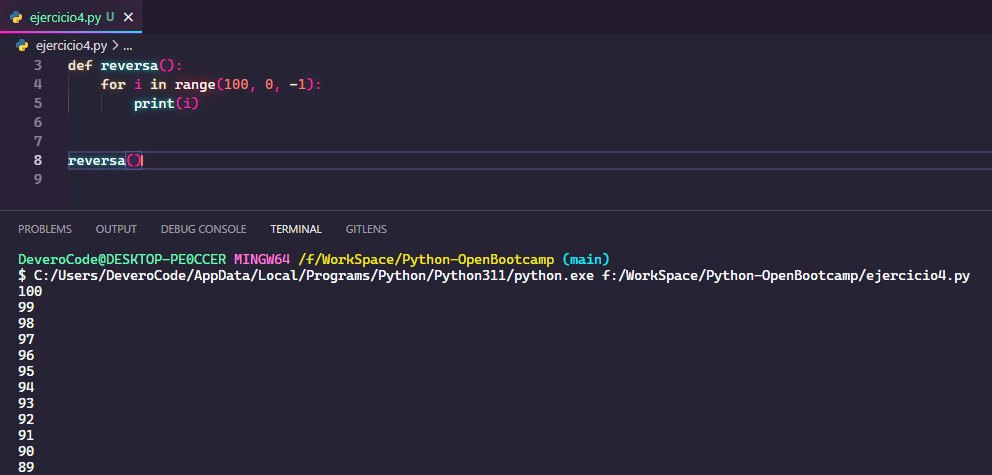 ejercicio4.py U ×
ejercicio4.py > ...
3 def reversa():
4 for i in range(100, 0, -1):
5 print(i)
6
7
8 reversa()
9
PROBLEMS OUTPUT DEBUG CONSOLE TERMINAL GITLENS
DeveroCode@DESKTOP-PE0CCER MINGW64 /f/WorkSpace/Python-OpenBootcamp (main)
$ C:/Users/DeveroCode/AppData/Local/Programs/Python/Python311/python.exe f:/WorkSpace/Python-OpenBootcamp/ejercicio4.py
100
99
98
97
96
95
94
93
92
91
90
89